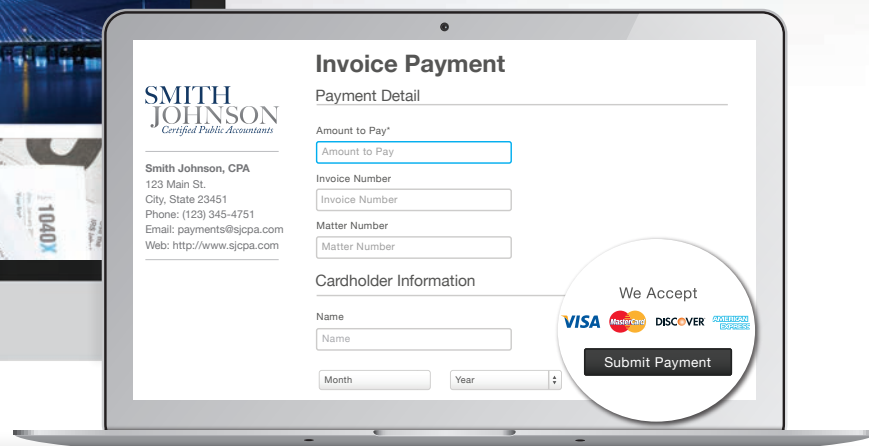 Invoice Payment
Payment Detail
SMITH
JOHNSON
Certified Public Accountants
Smith Johnson, CPA
123 Main St.
City, State 23451
Phone: (123) 345-4751
Email: payments@sjcpa.com
Web: http://www.sjcpa.com
Amount to Pay*
Amount to Pay
Invoice Number
Invoice Number
Matter Number
Matter Number
Cardholder Information
Name
Name
Month
Year
We Accept
VISA
MasterCard
DISCOVER
AMERICAN
EXPRESS
Submit Payment
1040X